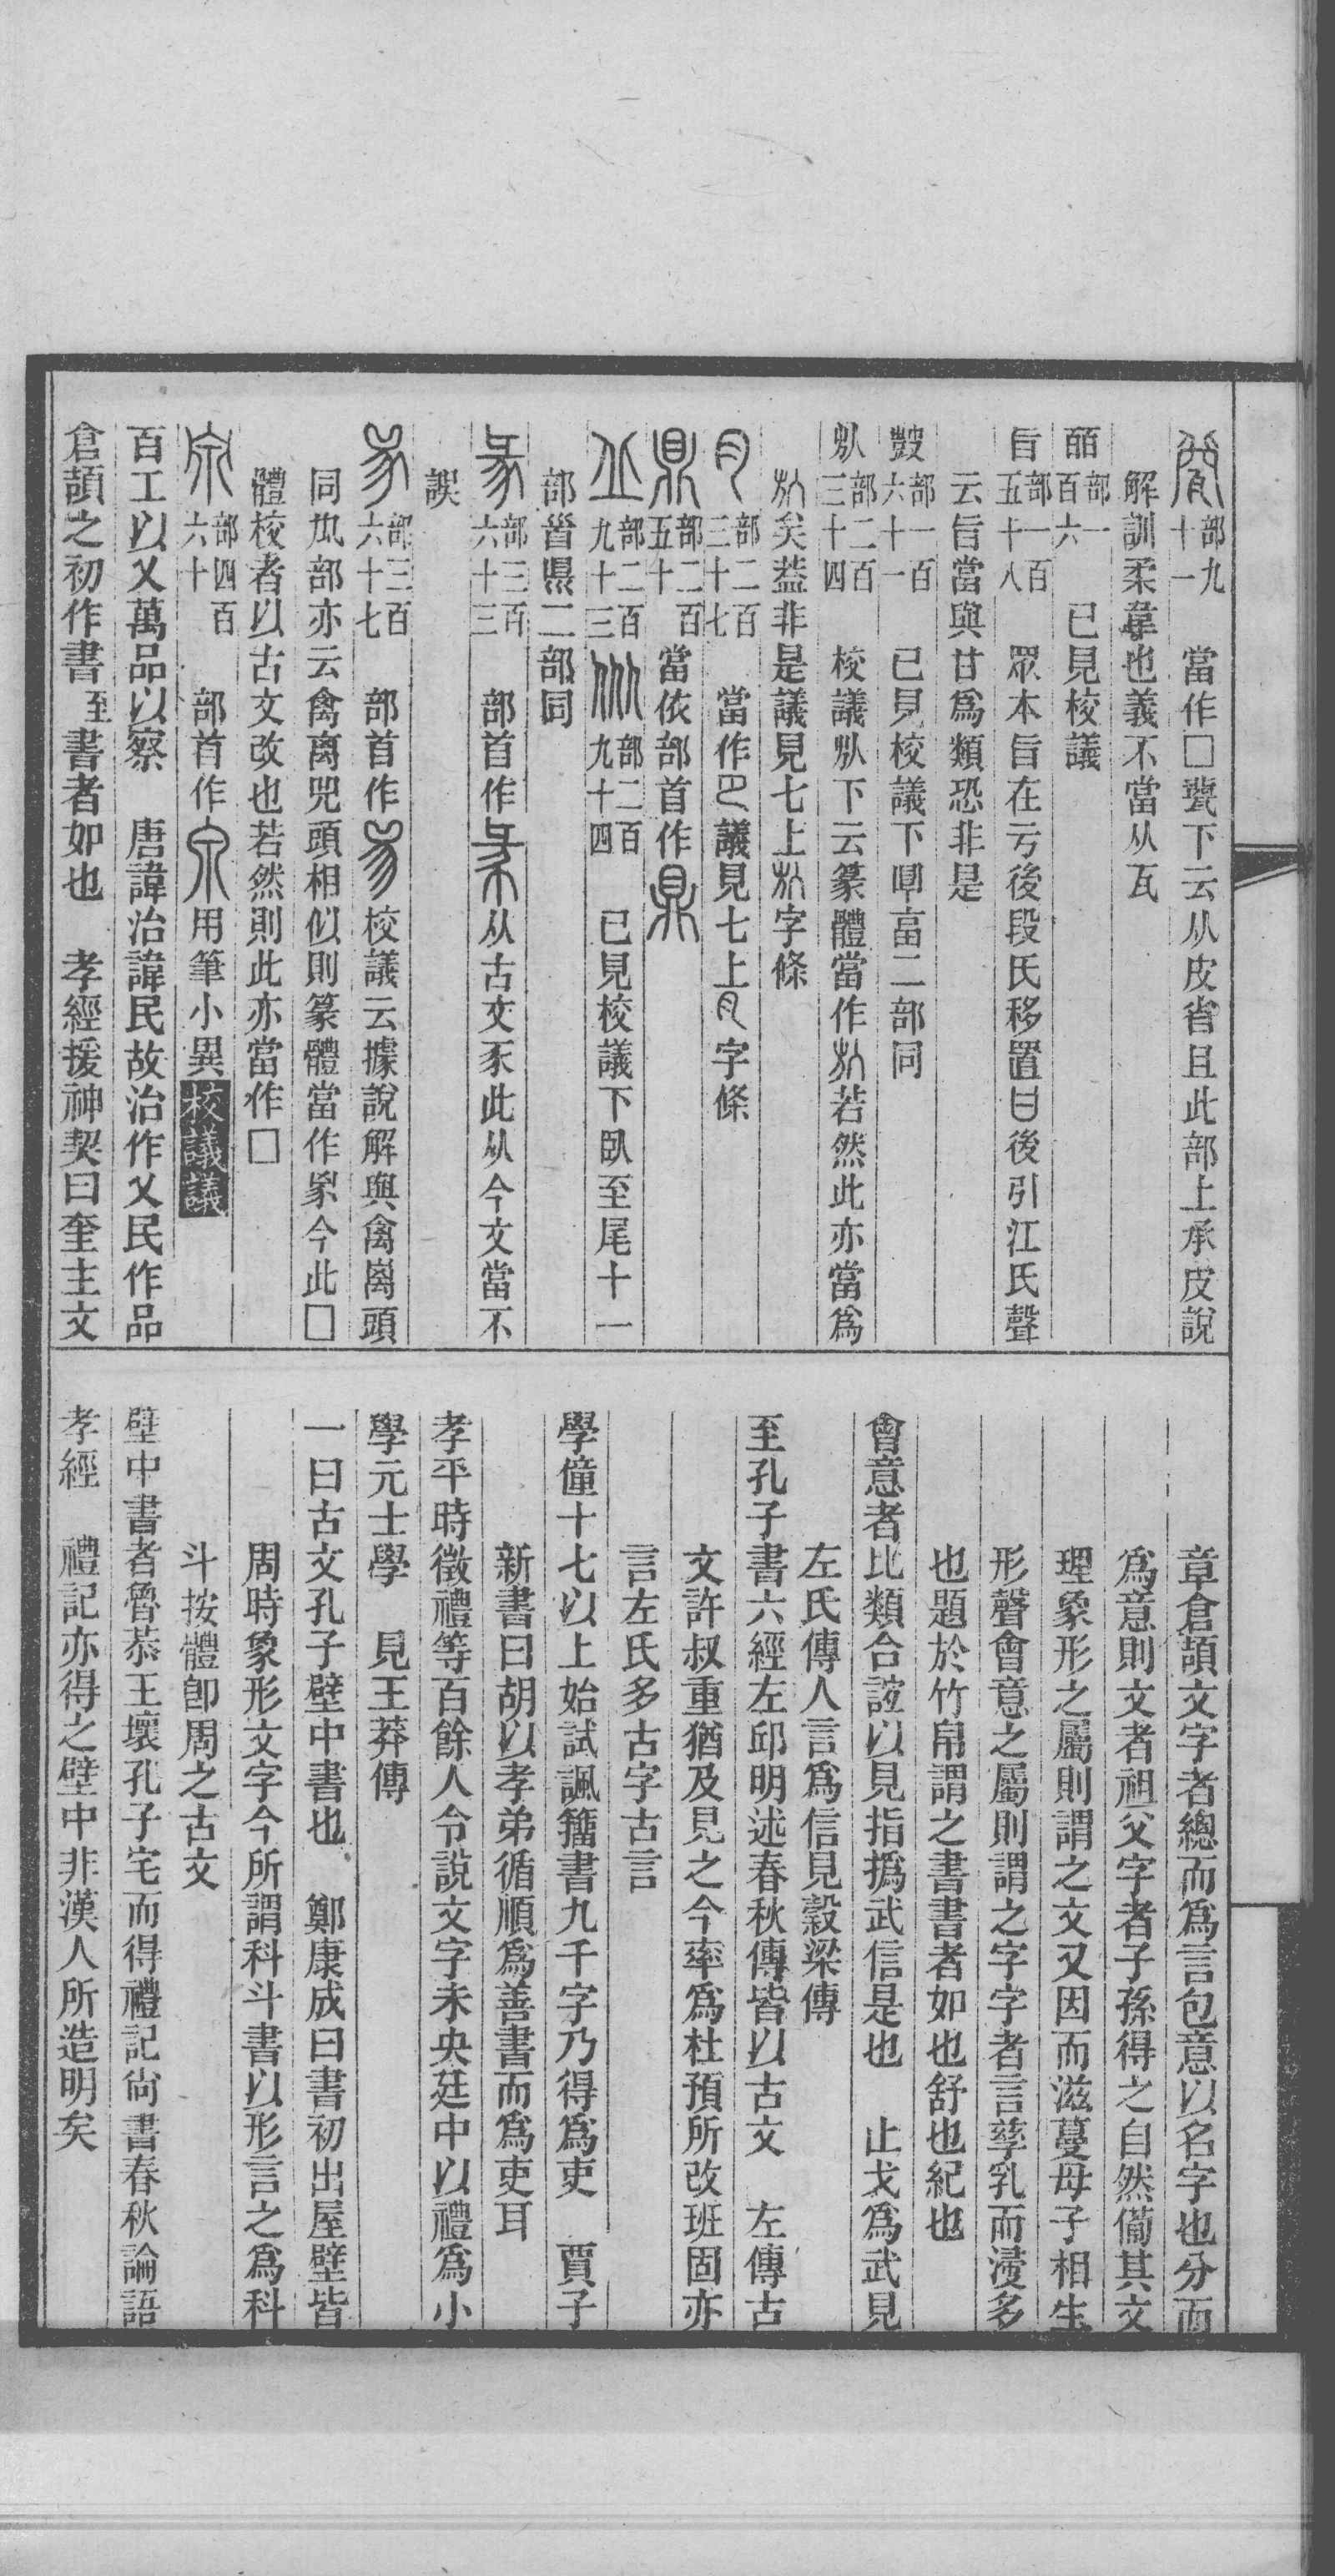 部九十一　當作□㼱下云从皮省且此部上承皮說
解訓柔韋也義不當从瓦
皕部一百六　已見校議
旨部一百五十八　眾本旨在亏後段氏移置曰後引江氏聲
云旨當與甘爲類恐非是
豈部一百六十一　已見校議下㫗畗二部同
㫃部二百三十四　校議㫃下云篆體當作㫃若然此亦當爲
㫃矣葢非是議見七上㫃字條
部二百三十七　當作　議見七上　字條
鼎部二百五十　當依部首作鼎
部二百九十三　部二百九十四　已見校議下臥至尾十一
部㫺㬎二部同
彖部三百六十三　部首作　从古文豕此从今文當不
誤
部三百六十七　部首作　校議云據說解與禽离頭
同㕙部亦云禽离兕頭相似則篆體當作　今此□
體校者以古文改也若然則此亦當作□
部四百六十　部首作　用筆小異校議議
百工以乂萬品以察　唐諱治諱民故治作乂民作品
倉頡之初作書至書者如也　孝經援神契曰奎主文
章倉頡文字者總而爲言包意以名字也分而
爲意則文者祖父字者子孫得之自然備其文
理象形之屬則謂之文又因而滋蔓母子相生
形聲會意之屬則謂之字字者言孳乳而浸多
也題於竹帛謂之書書者如也舒也紀也
會意者比類合誼以見指撝武信是也　止戈爲武見
左氏傳人言爲信見穀梁傳
至孔子書六經左邱明述春秋傳皆以古文　左傳古
文許叔重猶及見之今率爲杜預所改班固亦
言左氏多古字古言
學僮十七以上始試諷籀書九千字乃得爲吏　賈子
新書曰胡以孝弟循順爲善書而爲吏耳
孝平時徵禮等百餘人令說文字未央廷中以禮爲小
學元士學　見王莽傳
一曰古文孔子壁中書也　鄭康成曰書初出屋壁皆
周時象形文字今所謂科斗書以形言之爲科
斗按體卽周之古文
壁中書者魯恭王壞孔子宅而得禮記尙書春秋論語
孝經　禮記亦得之壁中非漢人所造明矣